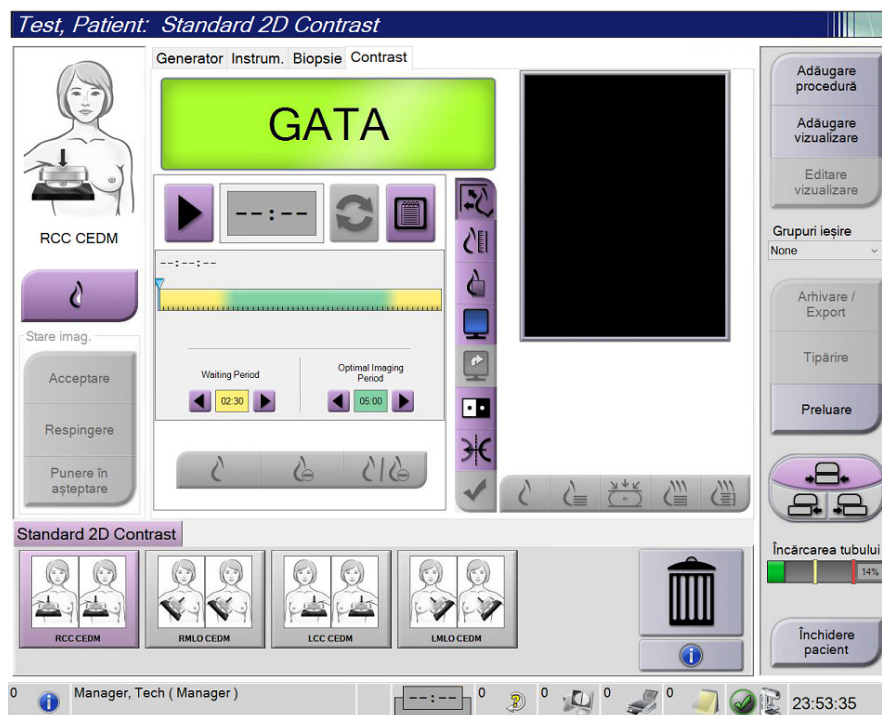 Test, Patient: Standard 2D Contrast
Generator Instrum. Biopsie Contrast
GATA
--:--
RCC CEDM
--:--:--
Waiting Period
Optimal Imaging
Period
02:30
05:00
Stare imag.
Acceptare
Respingere
Punere în
așteptare
Adăugare
procedură
Adăugare
vizualizare
Editare
vizualizare
Grupuri ieșire
None
Arhivare /
Export
Tipărire
Preluare
Încărcarea tubului
14%
Închidere
pacient
Standard 2D Contrast
RCC CEDM
RMLO CEDM
LCC CEDM
LMLO CEDM
0 Manager, Tech ( Manager ) --:-- 0 0 0 0 23:53:35